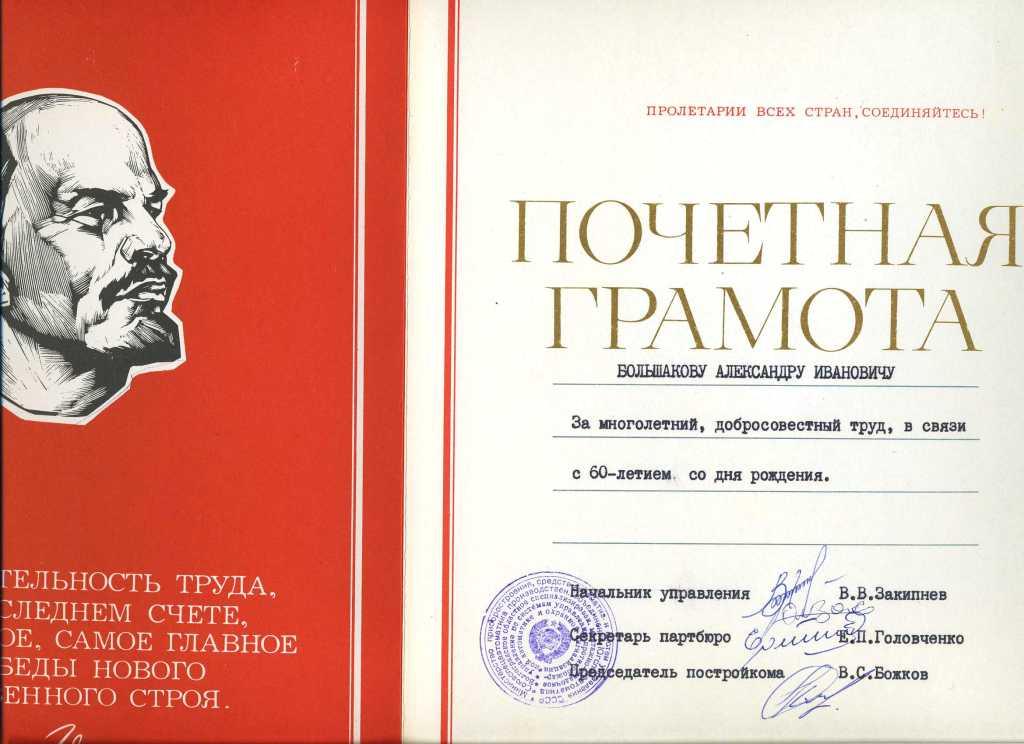 ТЕЛЬНОСТЬ ТРУДА,
СЛЕДНЕМ СЧЕТЕ,
ОЕ, САМОЕ ГЛАВНОЕ
БЕДЫ НОВОГО
ЕННОГО СТРОЯ.
ПРОЛЕТАРИИ ВСЕХ СТРАН, СОЕДИНЯЙТЕСЬ!
ПОЧЕТНАЯ
ГРАМОТА
БОЛЬШАКОВУ АЛЕКСАНДРУ ИВАНОВИЧУ
За многолетний, добросовестный труд, в связи
с 60-летием со дня рождения.
Начальник управления В.В.Закипнев
Секретарь партбюро Е.П.Головченко
Председатель постройкома В.С.Божков